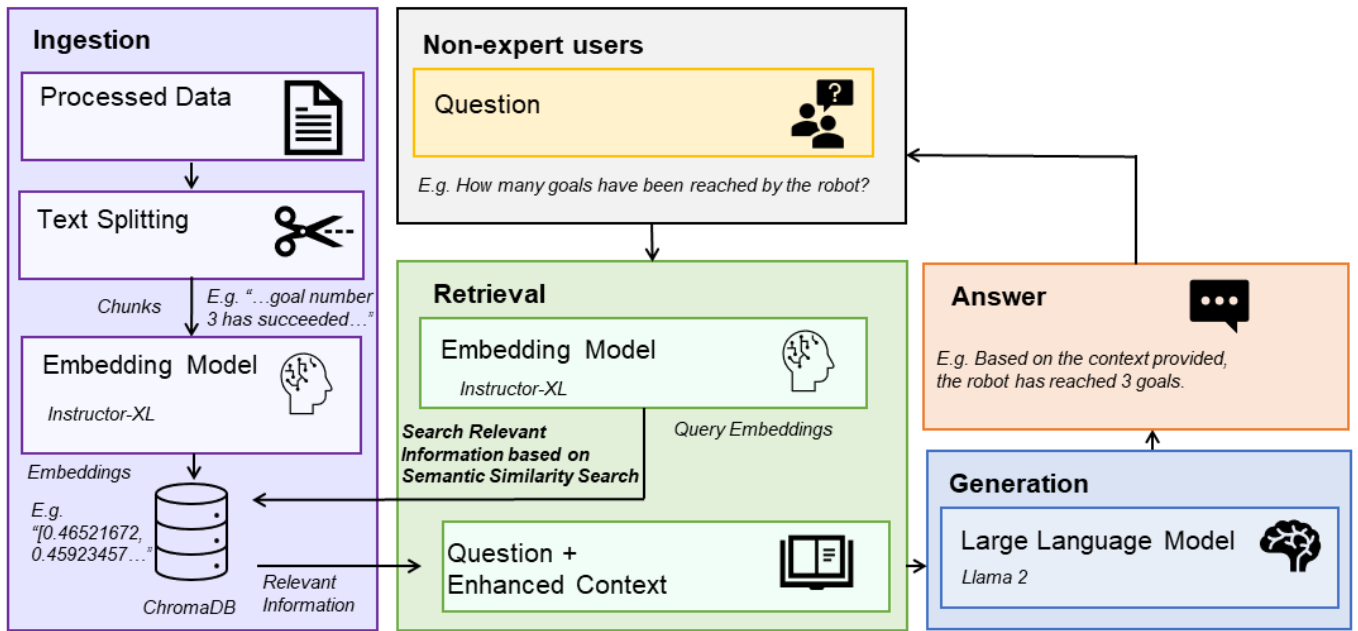 Ingestion
Processed Data
Text Splitting
Chunks
E.g. “…goal number
3 has succeeded…”
Embedding Model
Instructor-XL
Embeddings
E.g.
“[0.46521672,
0.45923457…”
ChromaDB
Relevant
Information
Non-expert users
Question
?
E.g. How many goals have been reached by the robot?
Retrieval
Embedding Model
Instructor-XL
Query Embeddings
Search Relevant
Information based on
Semantic Similarity Search
Question +
Enhanced Context
Generation
Large Language Model
Llama 2
Answer
E.g. Based on the context provided,
the robot has reached 3 goals.